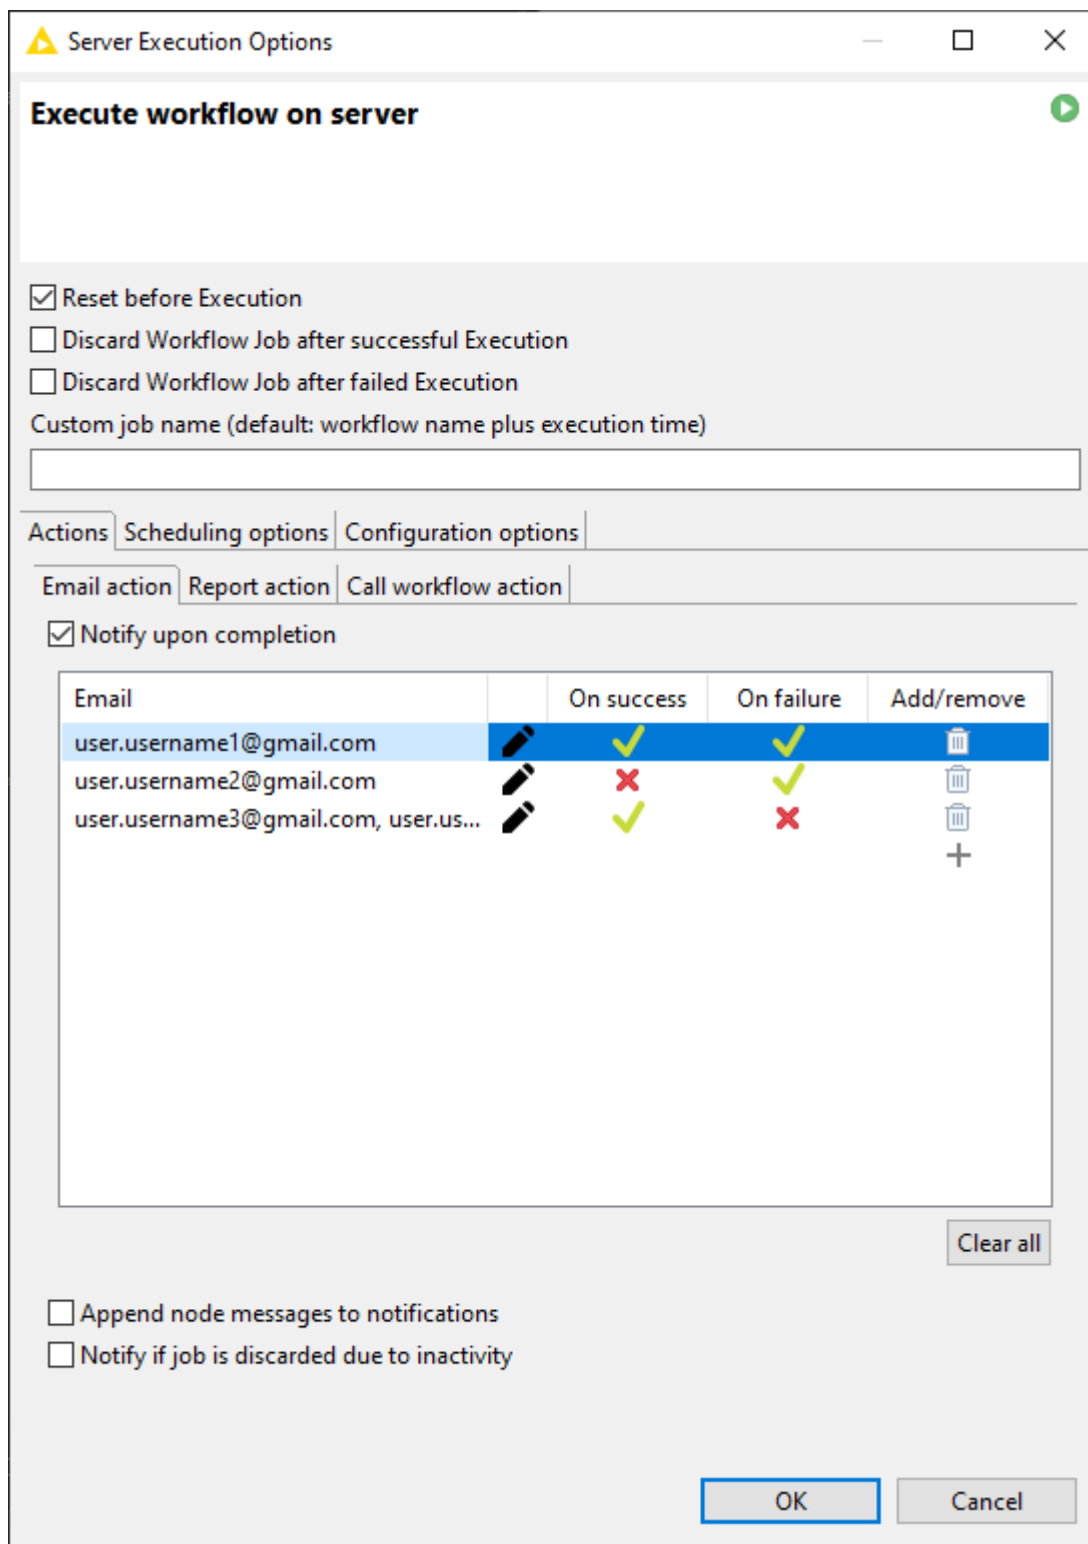 Server Execution Options
Execute workflow on server
Reset before Execution
Discard Workflow Job after successful Execution
Discard Workflow Job after failed Execution
Custom job name (default: workflow name plus execution time)
Actions Scheduling options Configuration options
Email action Report action Call workflow action
Notify upon completion
Email On success On failure Add/remove
user.username1@gmail.com
user.username2@gmail.com
user.username3@gmail.com, user.us...
Clear all
Append node messages to notifications
Notify if job is discarded due to inactivity
OK Cancel